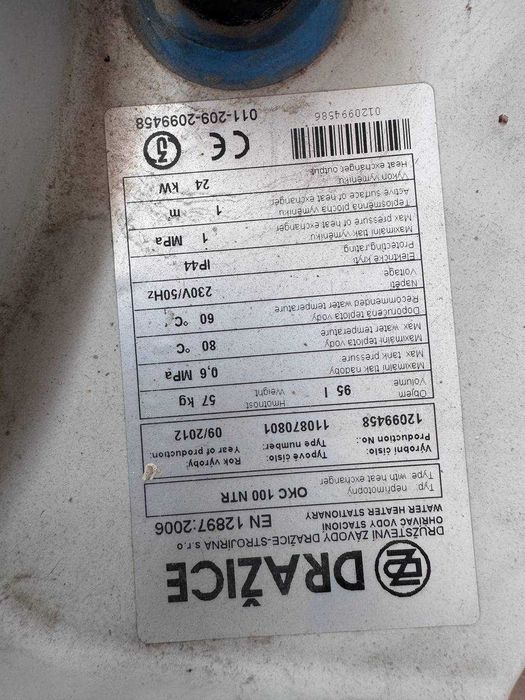 DRAŽICE
DRUŽSTEVNÍ ZÁVODY DRAŽICE-STROJÍRNA s.r.o
OHŘÍVAČ VODY STACIONÍ
WATER HEATER STATIONARY
EN 12897:2006
Typ: nepřímotopný
Type with heat exchanger
OKC 100 NTR
Výrobní číslo: Typové číslo: Rok výroby:
Production No.: Type number: Year of production:
12099458 110870801 09/2012
Objem 95 l Hmotnost 57 kg
Volume Weight
Maximální tlak nádoby 0,6 MPa
Max tank pressure
Maximální teplota vody 80 °C
Max water temperature
Doporučená teplota vody 60 °C
Recommended water temperature
Napětí 230V/50Hz
Voltage
Elektrické krytí IP44
Protecting rating
Maximální tlak výměníku 1 MPa
Max pressure of heat exchanger
Teplosměnná plocha výměníku 1 m
Active surface of heat exchanger
Výkon výměníku 24 kW
Heat exchanger output
CE
0120994586
011-209-2099458